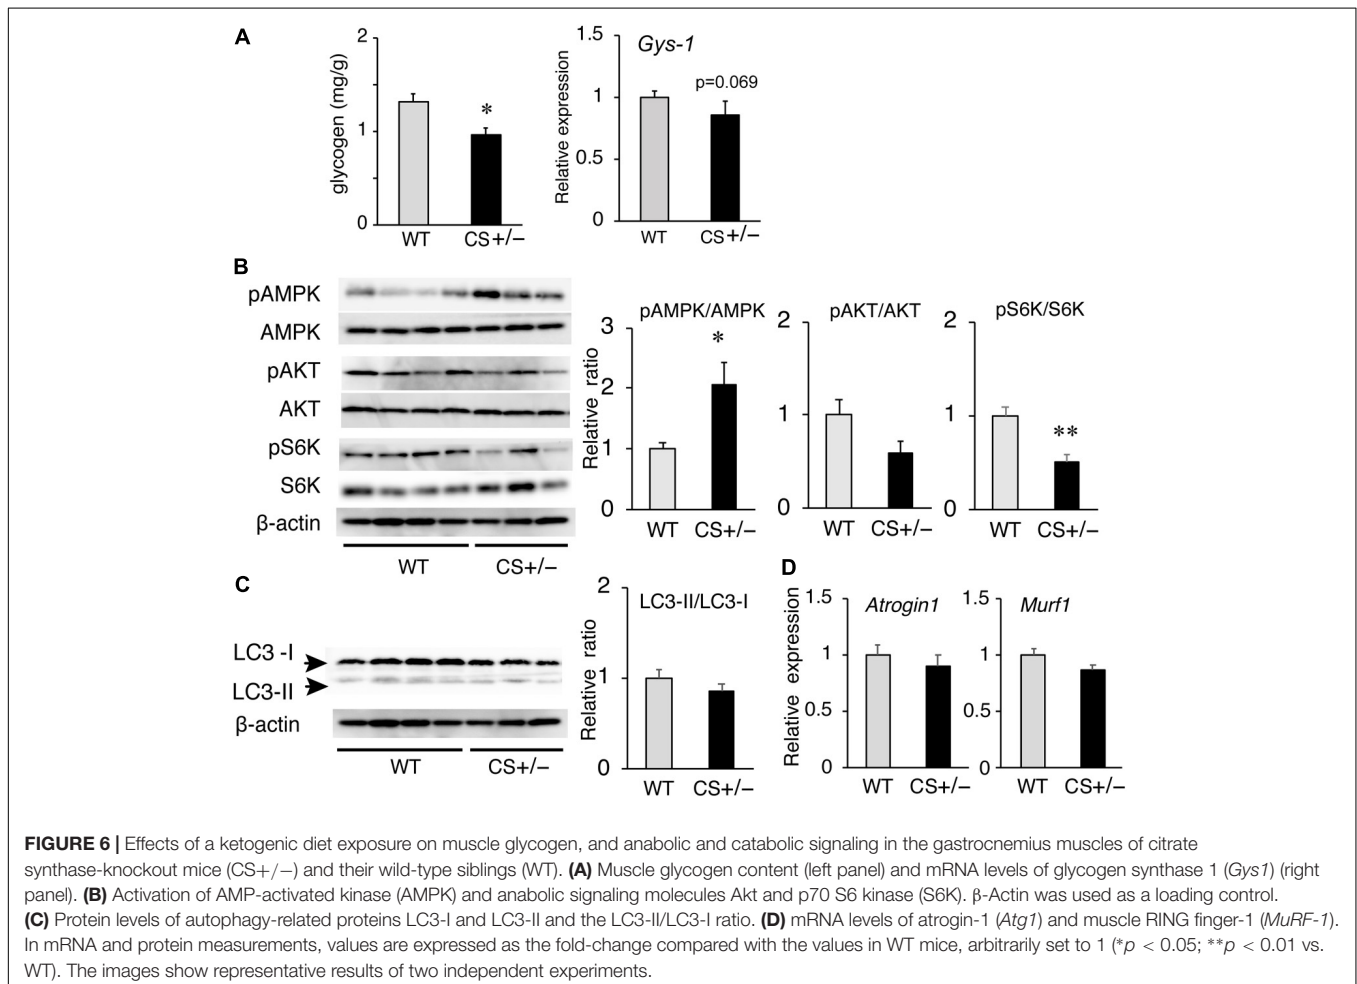 A
glycogen (mg/g)
2
1
0
*
WT
CS+/–
Relative expression
1.5
1
0.5
0
Gys-1
p=0.069
WT
CS+/–
B
pAMPK
AMPK
pAKT
AKT
pS6K
S6K
β-actin
WT
CS+/–
Relative ratio
pAMPK/AMPK
3
2
1
0
*
WT
CS+/–
pAKT/AKT
2
1
0
WT
CS+/–
pS6K/S6K
2
1
0
**
WT
CS+/–
C
LC3 -I
LC3-II
β-actin
WT
CS+/–
Relative ratio
2
1
0
LC3-II/LC3-I
WT
CS+/–
D
Relative expression
1.5
1
0.5
0
Atrogin1
WT
CS+/–
1.5
1
0.5
0
Murf1
WT
CS+/–
FIGURE 6 | Effects of a ketogenic diet exposure on muscle glycogen, and anabolic and catabolic signaling in the gastrocnemius muscles of citrate
synthase-knockout mice (CS+/−) and their wild-type siblings (WT). (A) Muscle glycogen content (left panel) and mRNA levels of glycogen synthase 1 (Gys1) (right
panel). (B) Activation of AMP-activated kinase (AMPK) and anabolic signaling molecules Akt and p70 S6 kinase (S6K). β-Actin was used as a loading control.
(C) Protein levels of autophagy-related proteins LC3-I and LC3-II and the LC3-II/LC3-I ratio. (D) mRNA levels of atrogin-1 (Atg1) and muscle RING finger-1 (MuRF-1).
In mRNA and protein measurements, values are expressed as the fold-change compared with the values in WT mice, arbitrarily set to 1 (*p < 0.05; **p < 0.01 vs.
WT). The images show representative results of two independent experiments.